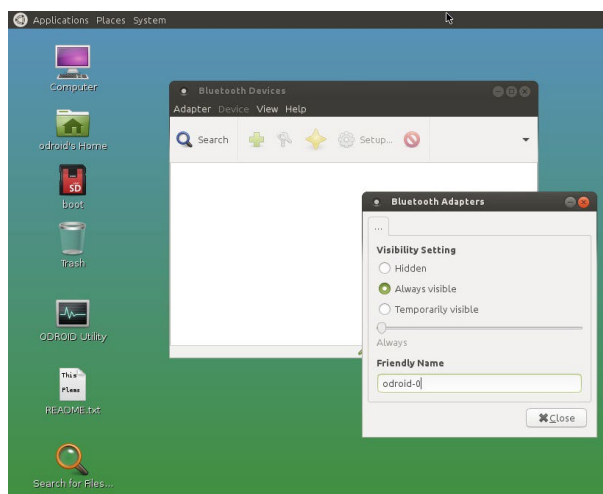 Applications Places System
Computer
odroid's Home
SD
boot
Trash
ODROID Utility
This
Pleas
README.txt
Search for Files...
Bluetooth Devices
Adapter Device View Help
Search
Setup...
Bluetooth Adapters
...
Visibility Setting
Hidden
Always visible
Temporarily visible
Always
Friendly Name
odroid-0
Close